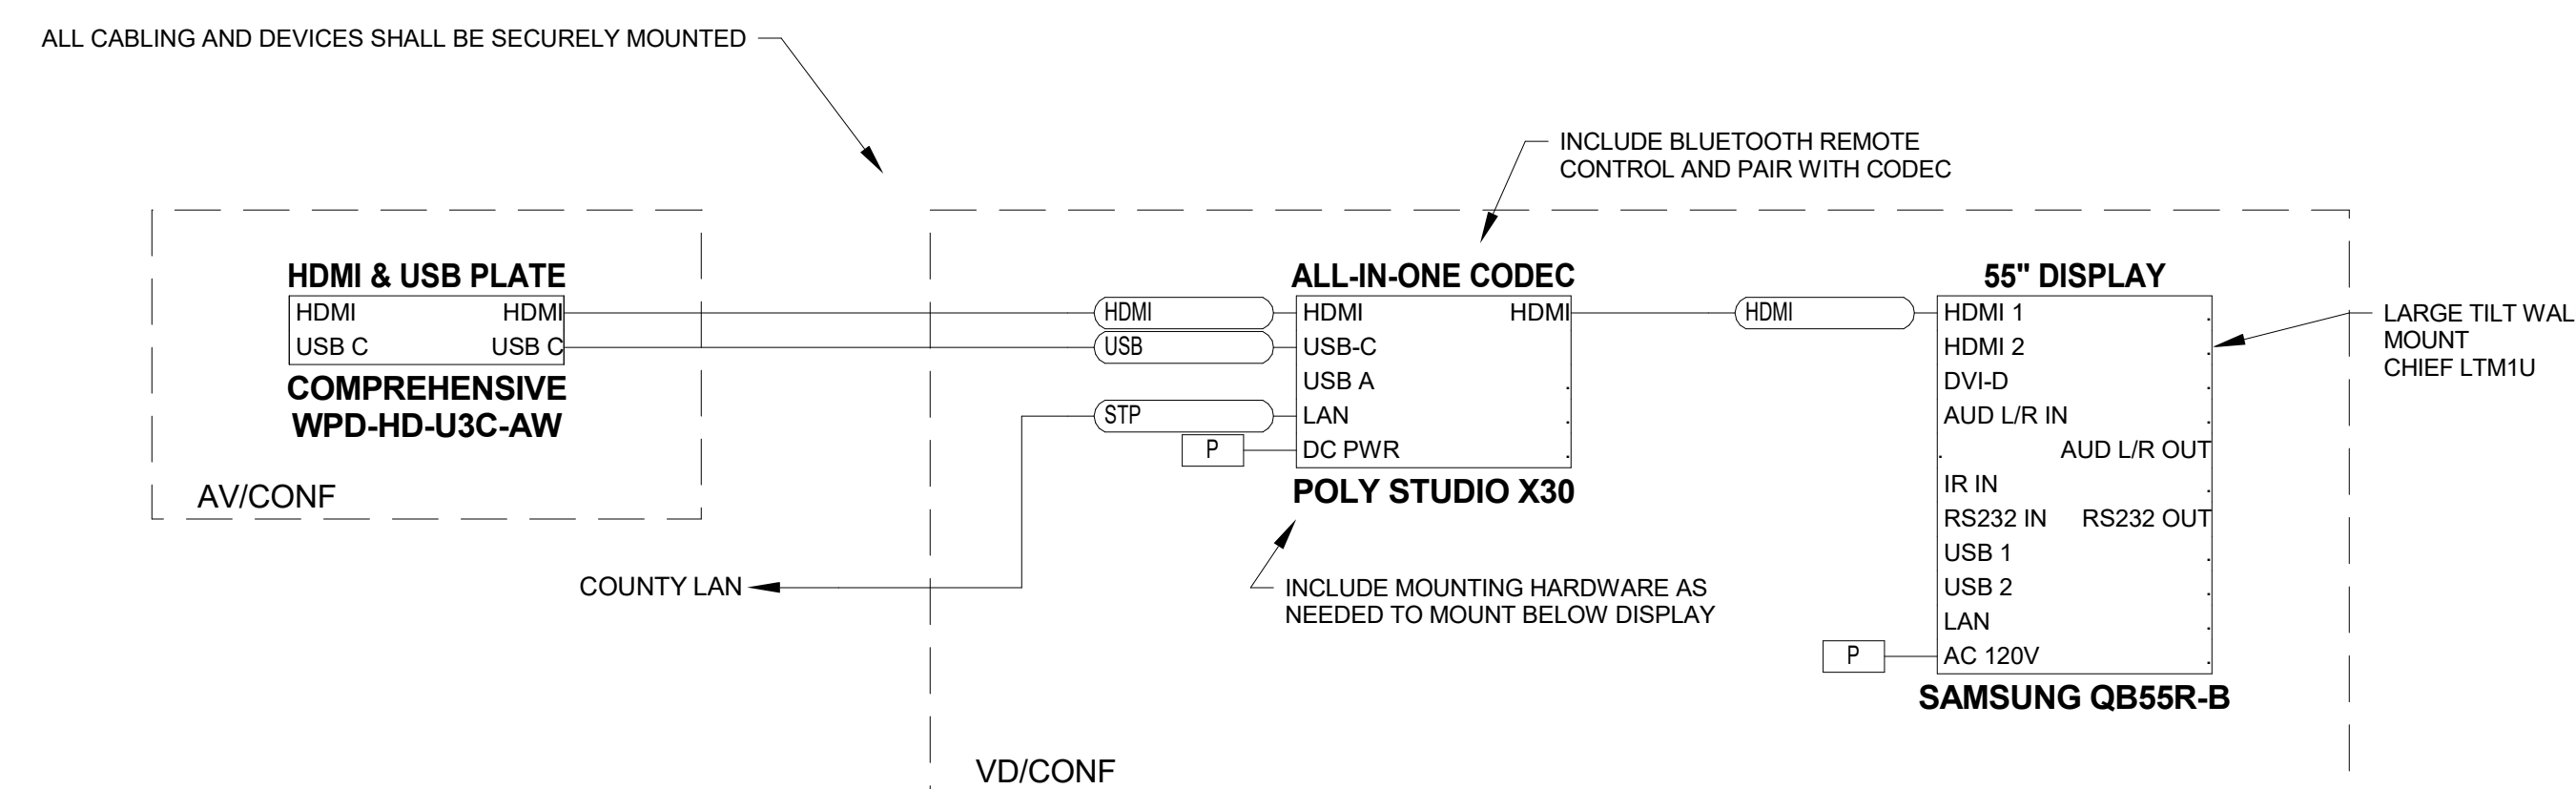 ALL CABLING AND DEVICES SHALL BE SECURELY MOUNTED
INCLUDE BLUETOOTH REMOTE
CONTROL AND PAIR WITH CODEC
HDMI & USB PLATE
HDMI HDMI
USB C USB C
COMPREHENSIVE
WPD-HD-U3C-AW
AV/CONF
HDMI
USB
STP
P
COUNTY LAN
ALL-IN-ONE CODEC
HDMI HDMI
USB-C
USB A
LAN
DC PWR
POLY STUDIO X30
INCLUDE MOUNTING HARDWARE AS
NEEDED TO MOUNT BELOW DISPLAY
HDMI
55" DISPLAY
HDMI 1
HDMI 2
DVI-D
AUD L/R IN
AUD L/R OUT
IR IN
RS232 IN RS232 OUT
USB 1
USB 2
LAN
P
AC 120V
SAMSUNG QB55R-B
LARGE TILT WAL
MOUNT
CHIEF LTM1U
VD/CONF